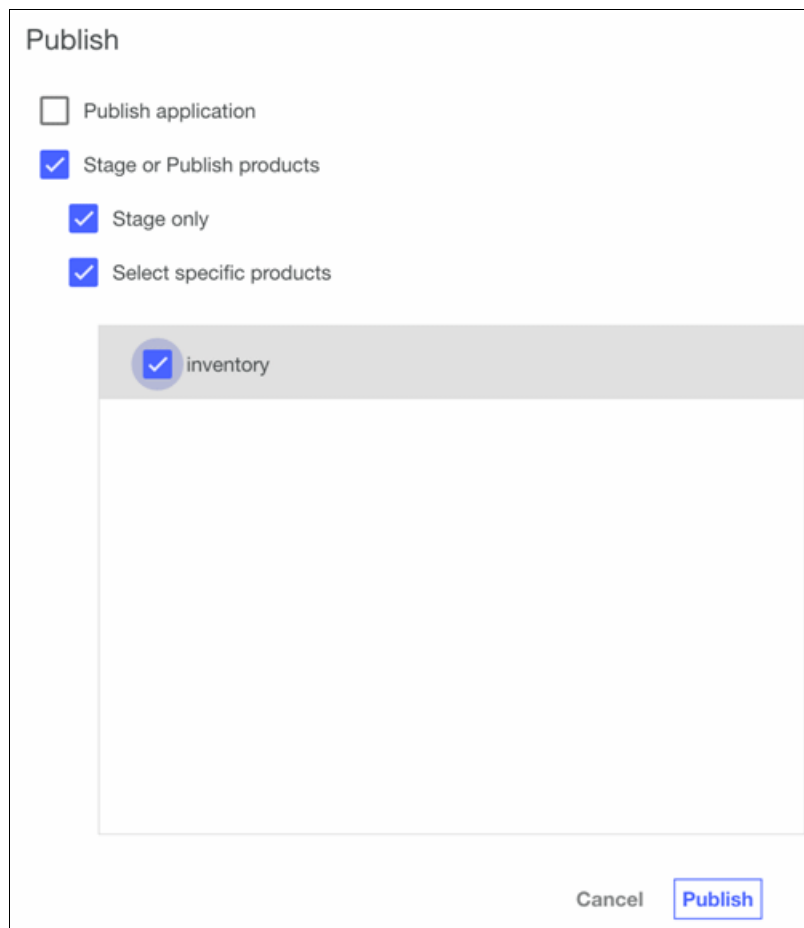 Publish
Publish application
Stage or Publish products
Stage only
Select specific products
inventory
Cancel Publish